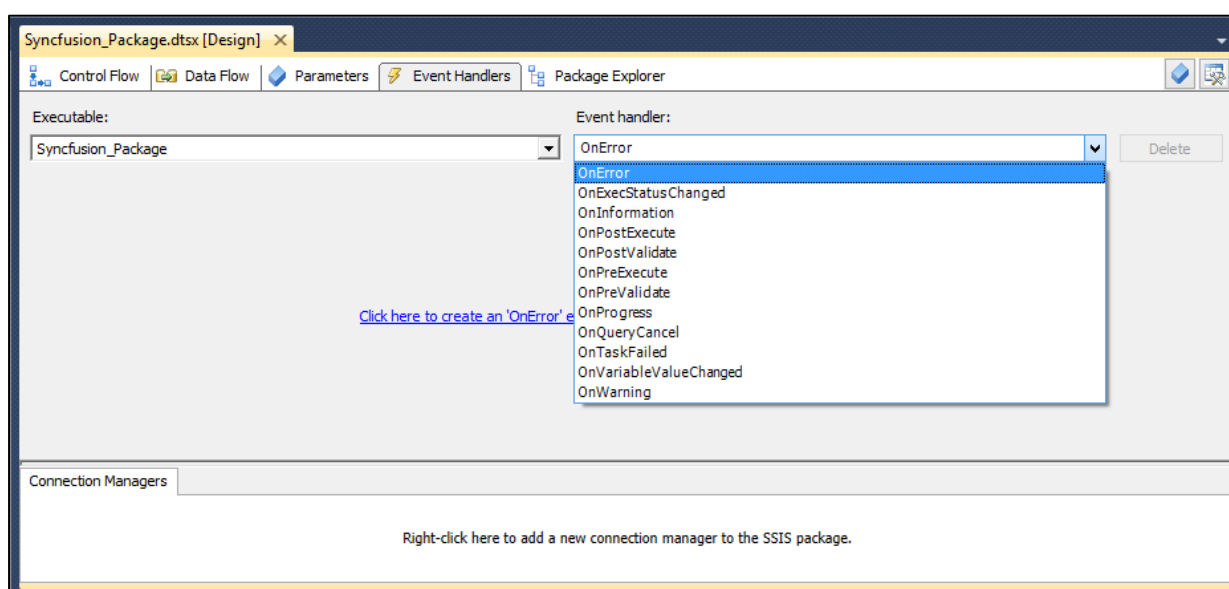 Syncfusion_Package.dtsx [Design]
Control Flow Data Flow Parameters Event Handlers Package Explorer
Executable: Event handler:
Syncfusion_Package OnError Delete
OnError
OnExecStatusChanged
OnInformation
OnPostExecute
OnPostValidate
OnPreExecute
OnPreValidate
Click here to create an 'OnError' e OnProgress
OnQueryCancel
OnTaskFailed
OnVariableValueChanged
OnWarning
Connection Managers
Right-click here to add a new connection manager to the SSIS package.